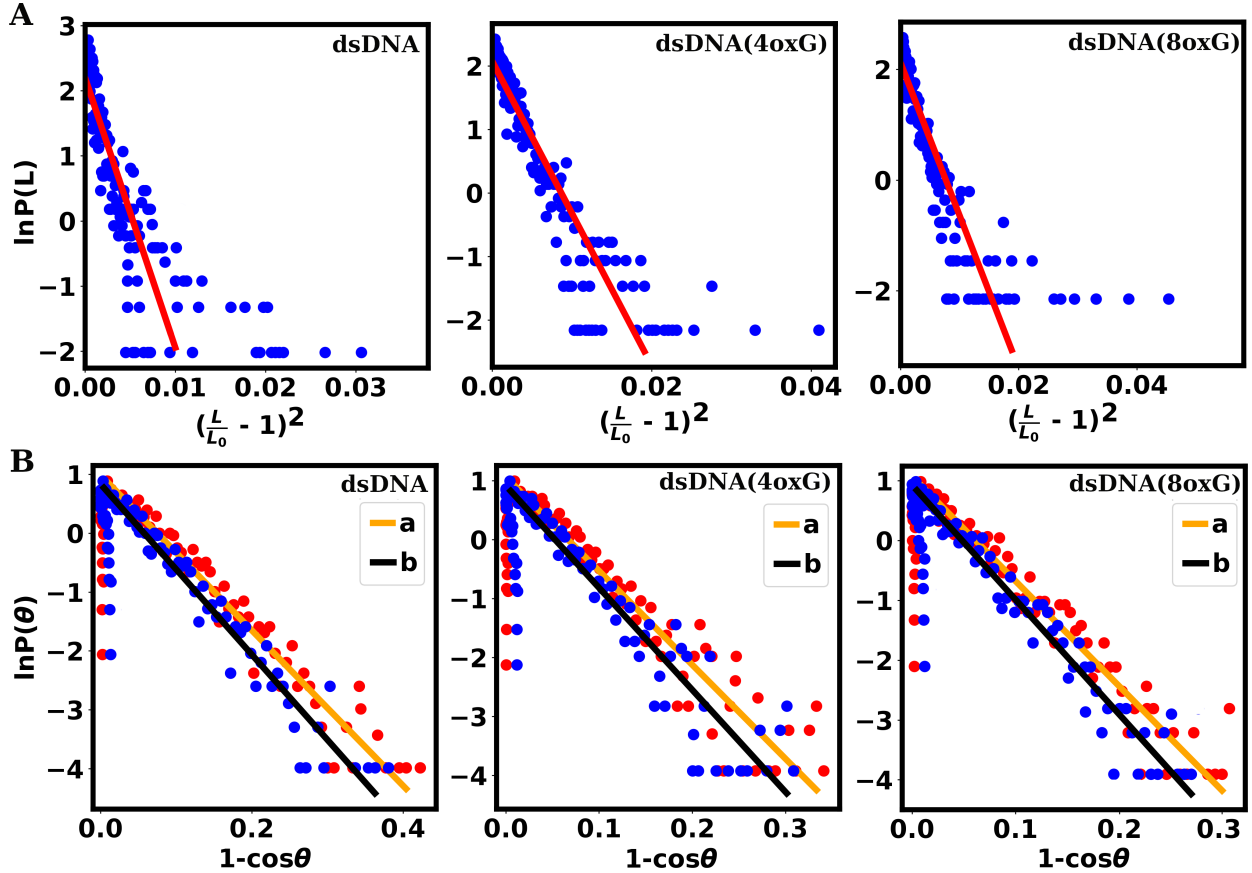 A
dsDNA
dsDNA(4oxG)
dsDNA(8oxG)
lnP(L)
3
2
1
0
−1
−2
2
1
0
−1
−2
2
0
−2
0.00 0.01 0.02 0.03
0.00 0.02 0.04
0.00 0.02 0.04
(L/L₀ - 1)²
(L/L₀ - 1)²
(L/L₀ - 1)²
B
dsDNA
dsDNA(4oxG)
dsDNA(8oxG)
a
b
a
b
a
b
lnP(θ)
1
0
−1
−2
−3
−4
1
0
−1
−2
−3
−4
1
0
−1
−2
−3
−4
0.0 0.2 0.4
0.0 0.1 0.2 0.3
0.0 0.1 0.2 0.3
1-cosθ
1-cosθ
1-cosθ